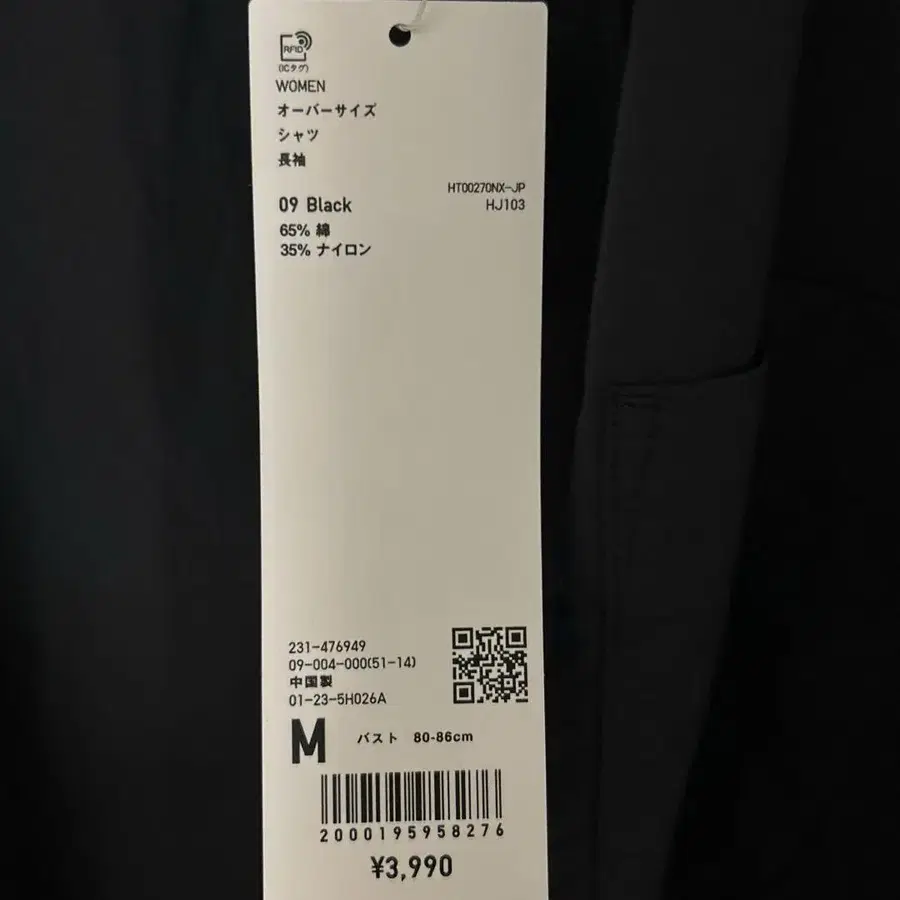 RFID
(ICタグ)
WOMEN
オーバーサイズ
シャツ
長袖
HT00270NX-JP
09 Black
HJ103
65% 綿
35% ナイロン
231-476949
09-004-000(51-14)
中国製
01-23-5H026A
M バスト 80-86cm
2000195958276
¥3,990